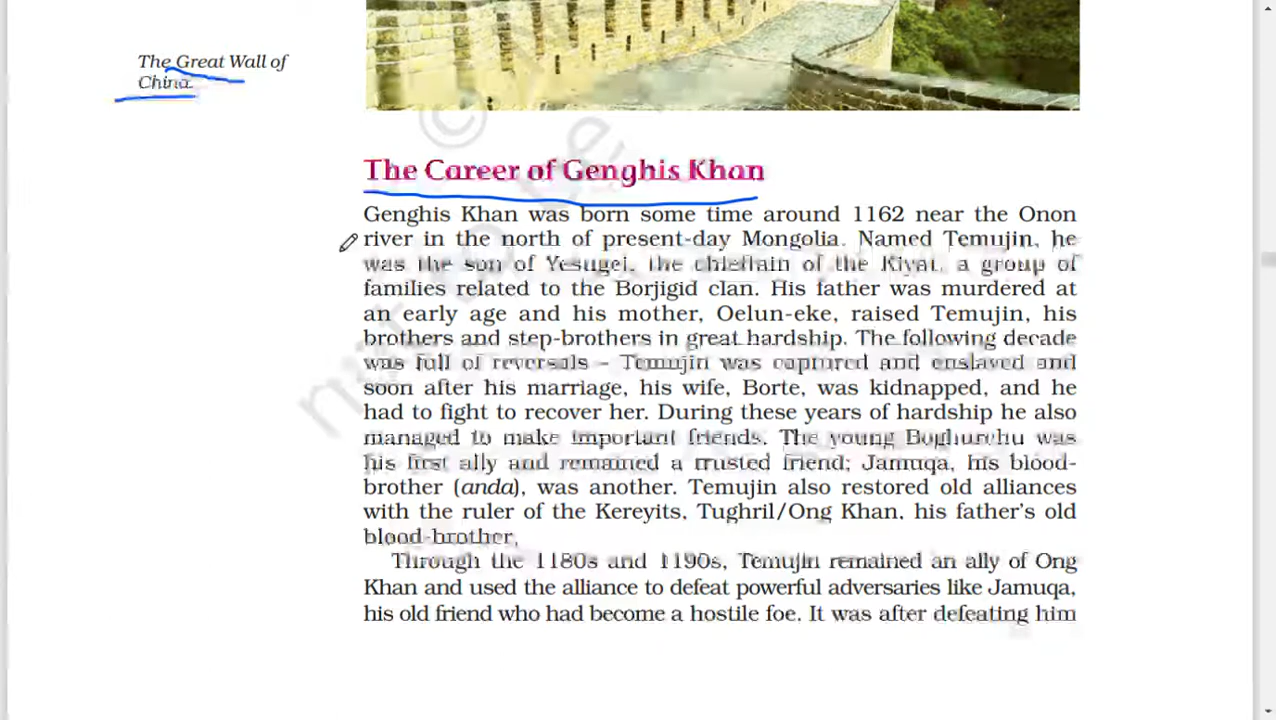 The Great Wall of
China.
The Career of Genghis Khan
Genghis Khan was born some time around 1162 near the Onon
river in the north of present-day Mongolia. Named Temujin, he
was the son of Yesugei, the chieftain of the Kiyat, a group of
families related to the Borjigid clan. His father was murdered at
an early age and his mother, Oelun-eke, raised Temujin, his
brothers and step-brothers in great hardship. The following decade
was full of reversals – Temujin was captured and enslaved and
soon after his marriage, his wife, Borte, was kidnapped, and he
had to fight to recover her. During these years of hardship he also
managed to make important friends. The young Boghurchu was
his first ally and remained a trusted friend; Jamuqa, his blood-
brother (anda), was another. Temujin also restored old alliances
with the ruler of the Kereyits, Tughril/Ong Khan, his father's old
blood-brother.
Through the 1180s and 1190s, Temujin remained an ally of Ong
Khan and used the alliance to defeat powerful adversaries like Jamuqa,
his old friend who had become a hostile foe. It was after defeating him